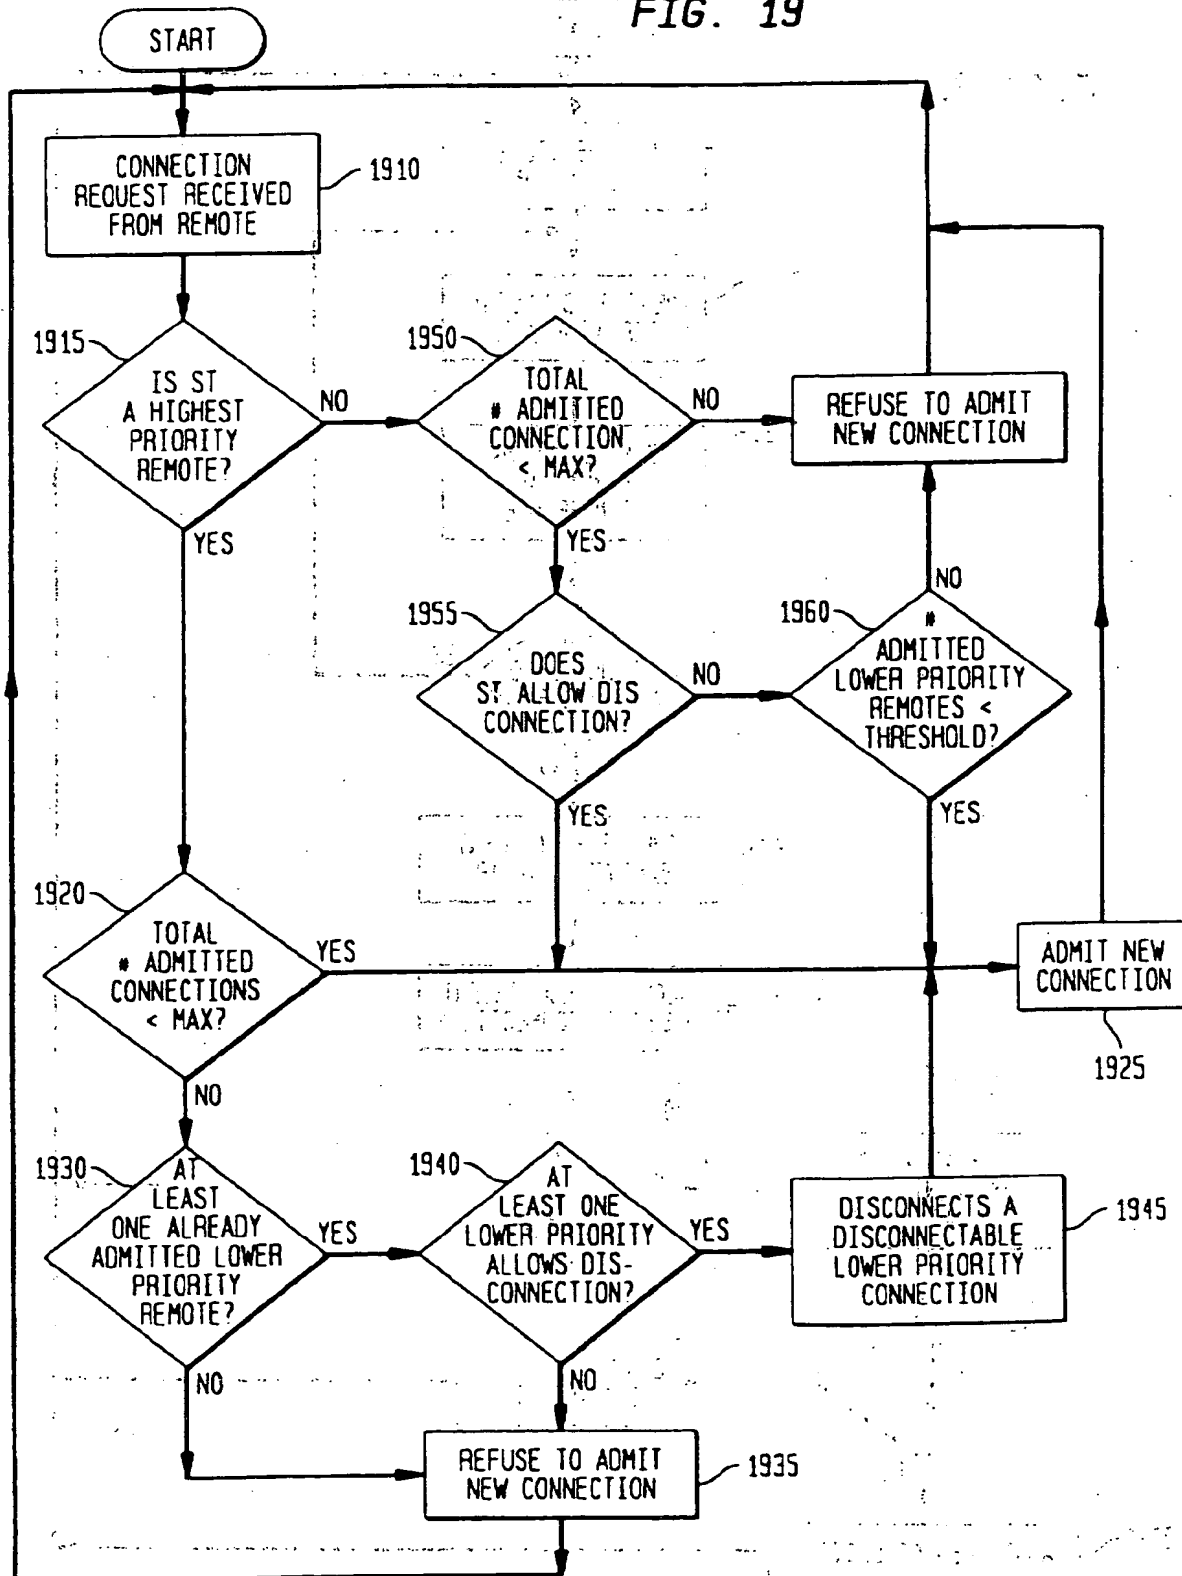 FIG. 19
START
CONNECTION
REQUEST RECEIVED
FROM REMOTE
1910
1915
IS ST
A HIGHEST
PRIORITY
REMOTE?
NO
YES
1950
TOTAL
# ADMITTED
CONNECTION
< MAX?
NO
YES
REFUSE TO ADMIT
NEW CONNECTION
1955
DOES
ST ALLOW DIS
CONNECTION?
NO
YES
1960
NO
#
ADMITTED
LOWER PRIORITY
REMOTES <
THRESHOLD?
YES
1920
TOTAL
# ADMITTED
CONNECTIONS
< MAX?
YES
NO
ADMIT NEW
CONNECTION
1925
1930
AT
LEAST
ONE ALREADY
ADMITTED LOWER
PRIORITY
REMOTE?
YES
NO
1940
AT
LEAST ONE
LOWER PRIORITY
ALLOWS DIS-
CONNECTION?
YES
NO
DISCONNECTS A
DISCONNECTABLE
LOWER PRIORITY
CONNECTION
1945
REFUSE TO ADMIT
NEW CONNECTION
1935